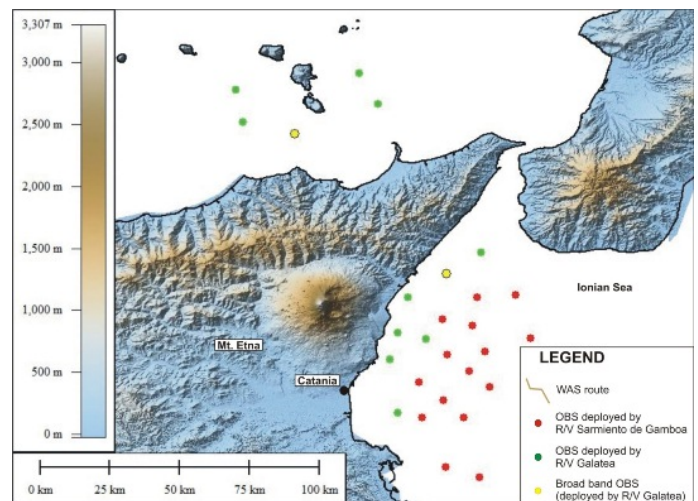 3,307 m
3,000 m
2,500 m
2,000 m
1,500 m
1,000 m
500 m
0 m
Ionian Sea
Mt. Etna
Catania
LEGEND
WAS route
OBS deployed by
R/V Sarmiento de Gamboa
OBS deployed by
R/V Galatea
Broad band OBS
(deployed by R/V Galatea)
0 km 25 km 50 km 75 km 100 km